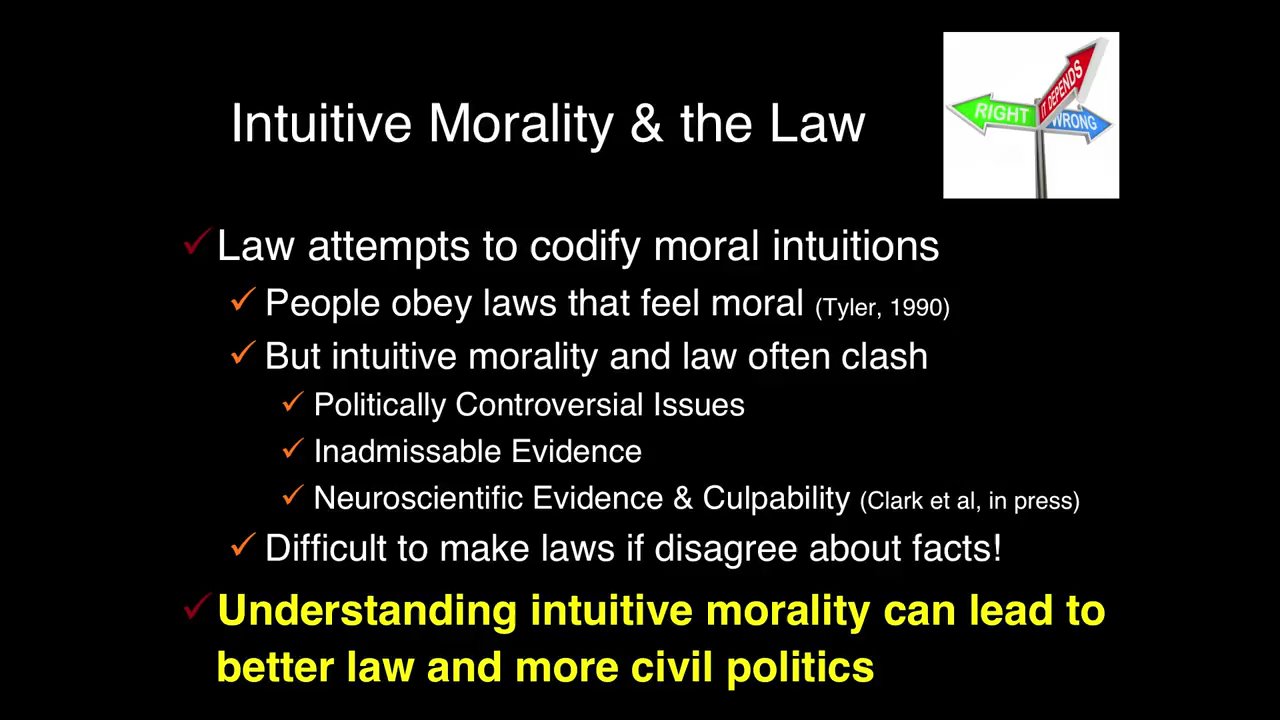 Intuitive Morality & the Law
RIGHT
IT DEPENDS
WRONG
Law attempts to codify moral intuitions
People obey laws that feel moral (Tyler, 1990)
But intuitive morality and law often clash
Politically Controversial Issues
Inadmissable Evidence
Neuroscientific Evidence & Culpability (Clark et al, in press)
Difficult to make laws if disagree about facts!
Understanding intuitive morality can lead to
better law and more civil politics